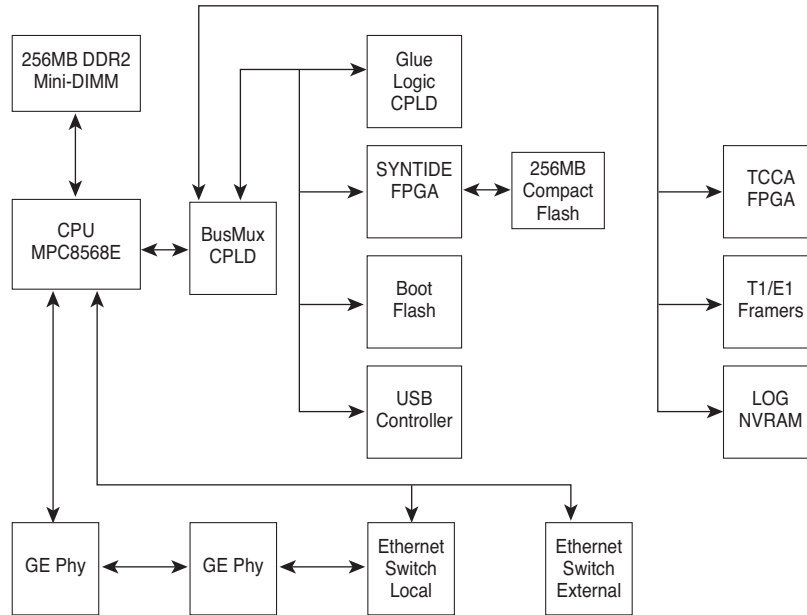 256MB DDR2
Mini-DIMM
Glue
Logic
CPLD
SYNTIDE
FPGA
256MB
Compact
Flash
TCCA
FPGA
CPU
MPC8568E
BusMux
CPLD
Boot
Flash
T1/E1
Framers
USB
Controller
LOG
NVRAM
GE Phy
GE Phy
Ethernet
Switch
Local
Ethernet
Switch
External